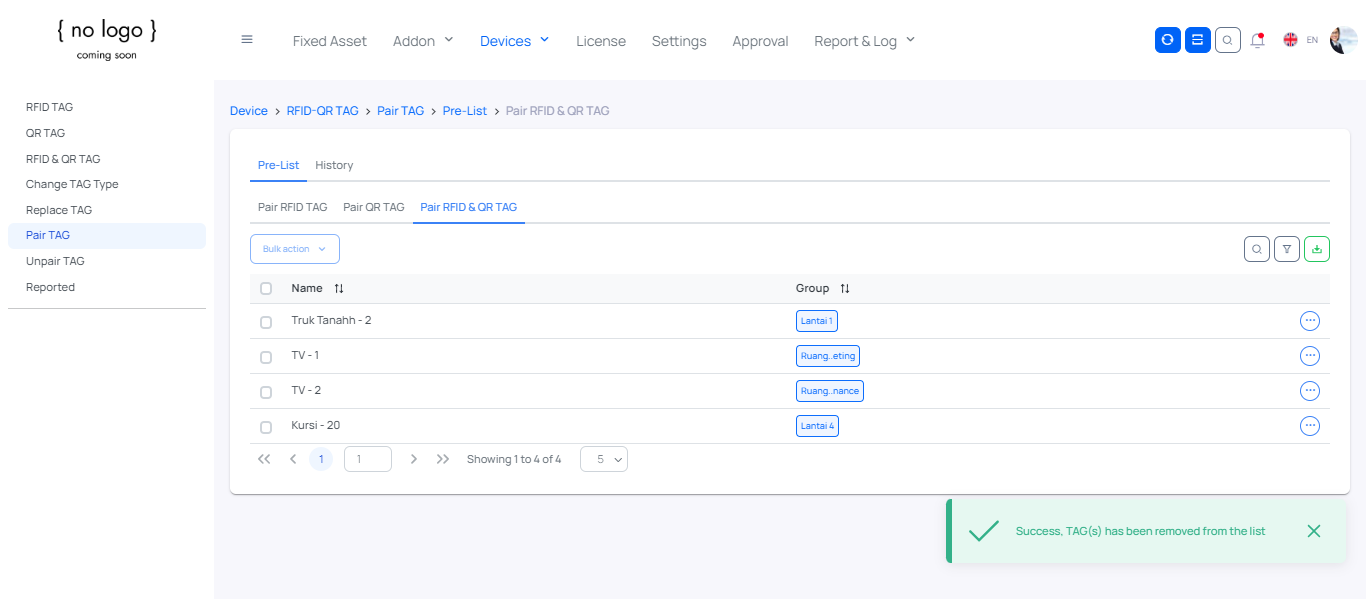 { no logo }
coming soon
Fixed Asset Addon Devices License Settings Approval Report & Log EN
RFID TAG
QR TAG
RFID & QR TAG
Change TAG Type
Replace TAG
Pair TAG
Unpair TAG
Reported
Device > RFID-QR TAG > Pair TAG > Pre-List > Pair RFID & QR TAG
Pre-List History
Pair RFID TAG Pair QR TAG Pair RFID & QR TAG
Bulk action
Name Group
Truk Tanahh - 2 Lantai 1
TV - 1 Ruang..eting
TV - 2 Ruang..nance
Kursi - 20 Lantai 4
1 1 Showing 1 to 4 of 4 5
Success, TAG(s) has been removed from the list